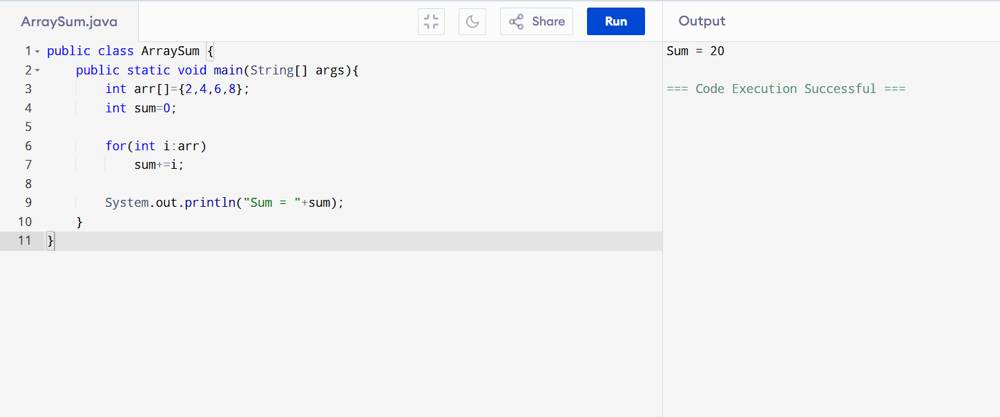 ArraySum.java
Share
Run
Output
1 public class ArraySum {
2     public static void main(String[] args){
3         int arr[]={2,4,6,8};
4         int sum=0;
5
6         for(int i:arr)
7             sum+=i;
8
9         System.out.println("Sum = "+sum);
10     }
11 }
Sum = 20
=== Code Execution Successful ===